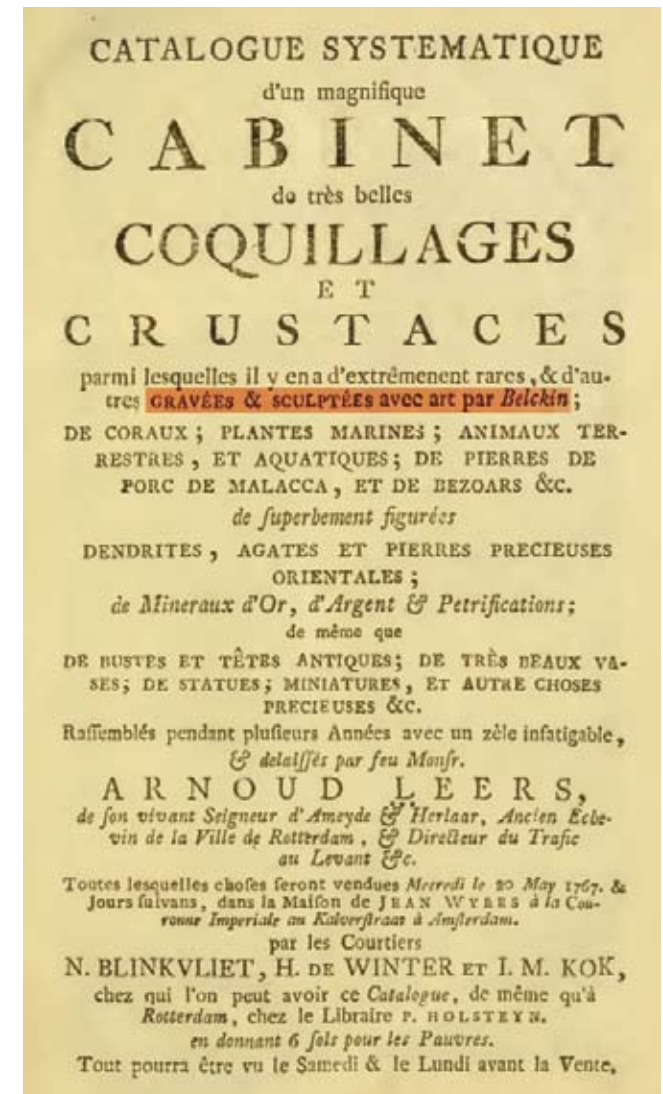 CATALOGUE SYSTEMATIQUE
d'un magnifique
CABINET
de très belles
COQUILLAGES
ET
CRUSTACES
parmi lesquelles il y en a d'extrêmenent rares, & d'au-
tres GRAVÉES & SCULPTÉES avec art par Belckin;
DE CORAUX; PLANTES MARINES; ANIMAUX TER-
RESTRES, ET AQUATIQUES; DE PIERRES DE
PORC DE MALACCA, ET DE BEZOARS &c.
de ſuperbement figurées
DENDRITES, AGATES ET PIERRES PRECIEUSES
ORIENTALES;
de Mineraux d'Or, d'Argent & Petrifications;
de même que
DE BUSTES ET TÊTES ANTIQUES; DE TRÈS BEAUX VA-
SES; DE STATUES; MINIATURES, ET AUTRE CHOSES
PRECIEUSES &c.
Raſſemblés pendant pluſieurs Années avec un zèle infatigable,
& delaiſſés par feu Monſr.
ARNOUD LEERS,
de ſon vivant Seigneur d'Ameyde & Herlaar, Ancien Eche-
vin de la Ville de Rotterdam, & Directeur du Trafic
au Levant &c.
Toutes lesquelles choſes ſeront vendues Mecredi le 20 May 1767. &
Jours ſuivans, dans la Maiſon de JEAN WYBES à la Cou-
ronne Imperiale au Kalverſtraat à Amſterdam.
par les Courtiers
N. BLINKVLIET, H. DE WINTER ET I. M. KOK,
chez qui l'on peut avoir ce Catalogue, de même qu'à
Rotterdam, chez le Libraire P. HOLSTEYN.
en donnant 6 ſols pour les Pauvres.
Tout pourra être vu le Samedi & le Lundi avant la Vente,